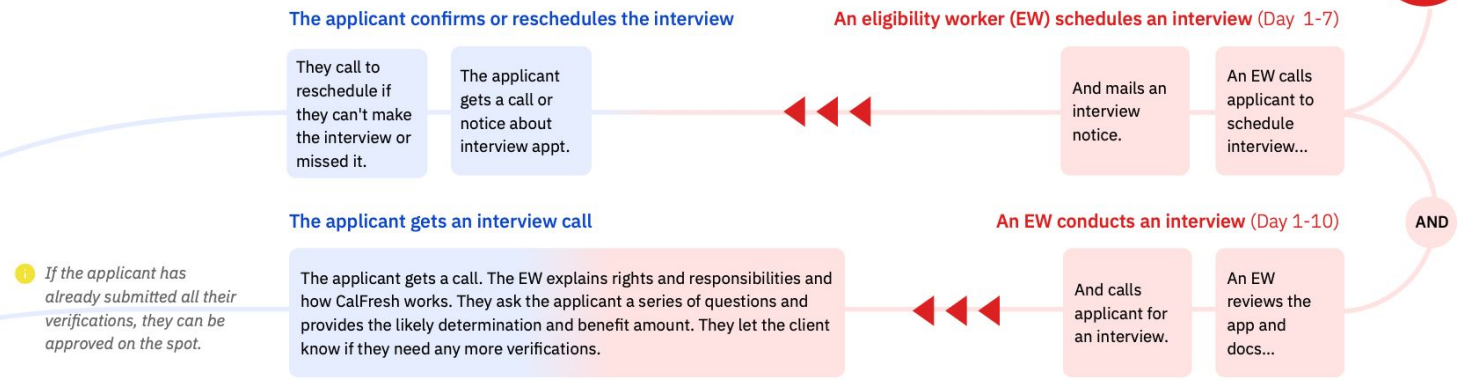 The applicant confirms or reschedules the interview
An eligibility worker (EW) schedules an interview (Day 1-7)
They call to
reschedule if
they can't make
the interview or
missed it.
The applicant
gets a call or
notice about
interview appt.
And mails an
interview
notice.
An EW calls
applicant to
schedule
interview...
AND
The applicant gets an interview call
An EW conducts an interview (Day 1-10)
i
If the applicant has
already submitted all their
verifications, they can be
approved on the spot.
The applicant gets a call. The EW explains rights and responsibilities and
how CalFresh works. They ask the applicant a series of questions and
provides the likely determination and benefit amount. They let the client
know if they need any more verifications.
And calls
applicant for
an interview.
An EW
reviews the
app and
docs...